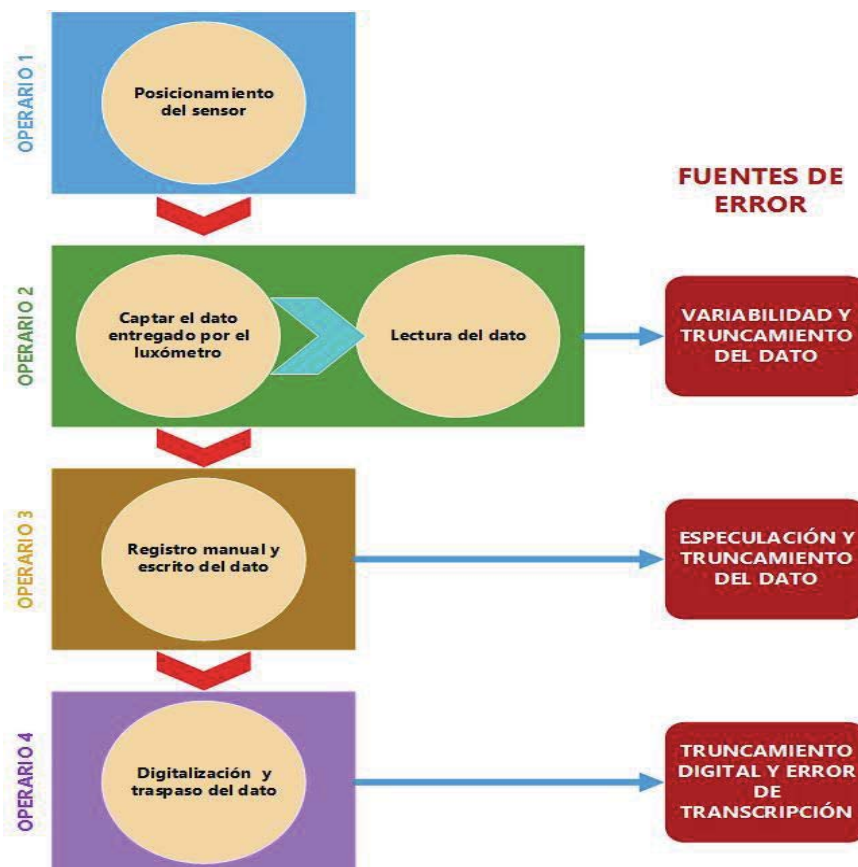 OPERARIO 1
Posicionamiento
del sensor
FUENTES DE
ERROR
OPERARIO 2
Captar el dato
entregado por el
luxómetro
Lectura del dato
VARIABILIDAD Y
TRUNCAMIENTO
DEL DATO
OPERARIO 3
Registro manual y
escrito del dato
ESPECULACIÓN Y
TRUNCAMIENTO
DEL DATO
OPERARIO 4
Digitalización y
traspaso del dato
TRUNCAMIENTO
DIGITAL Y ERROR
DE
TRANSCRIPCIÓN